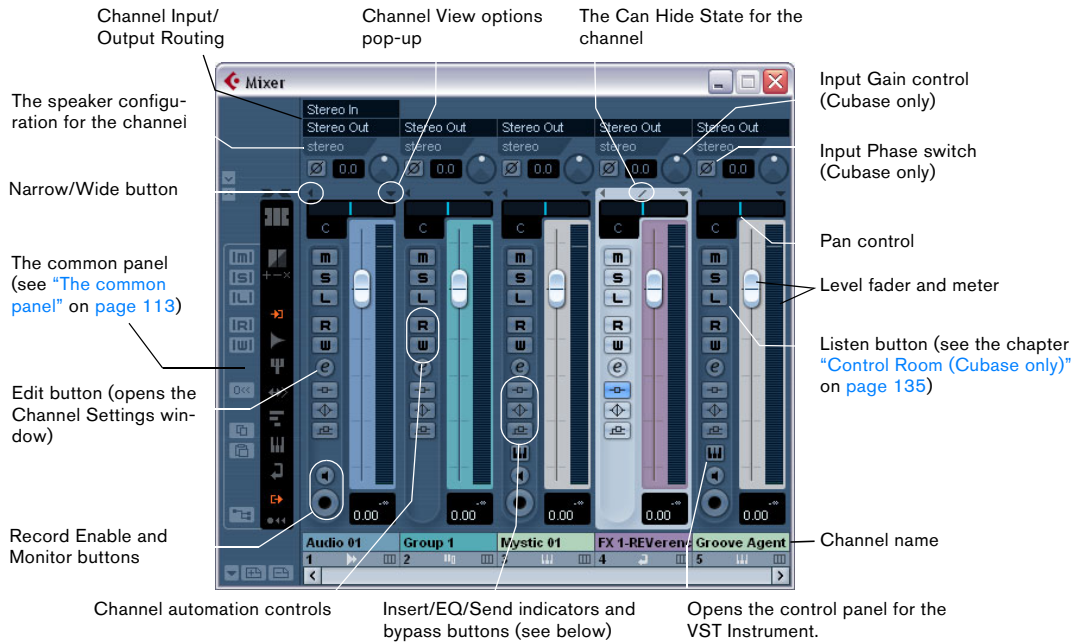 Channel Input/
Output Routing
Channel View options
pop-up
The Can Hide State for the
channel
The speaker configu-
ration for the channel
Narrow/Wide button
The common panel
(see “The common
panel” on page 113)
Edit button (opens the
Channel Settings win-
dow)
Record Enable and
Monitor buttons
Mixer
Stereo In
Stereo Out Stereo Out Stereo Out Stereo Out Stereo Out
stereo stereo stereo stereo stereo
0.0 0.0 0.0 0.0 0.0
C C C C C
[m] m m m m m
[S] S S S S S
[L] L L L L L
[R] R R R R R
[W] W W W W W
e e e e e
0<<
-∞ -∞ -∞ -∞ -∞
0.00 0.00 0.00 0.00 0.00
Audio 01 Group 1 Mystic 01 FX 1-REVerenc Groove Agent
1 2 3 4 5
Input Gain control
(Cubase only)
Input Phase switch
(Cubase only)
Pan control
Level fader and meter
Listen button (see the chapter
“Control Room (Cubase only)”
on page 135)
Channel name
Channel automation controls
Insert/EQ/Send indicators and
bypass buttons (see below)
Opens the control panel for the
VST Instrument.